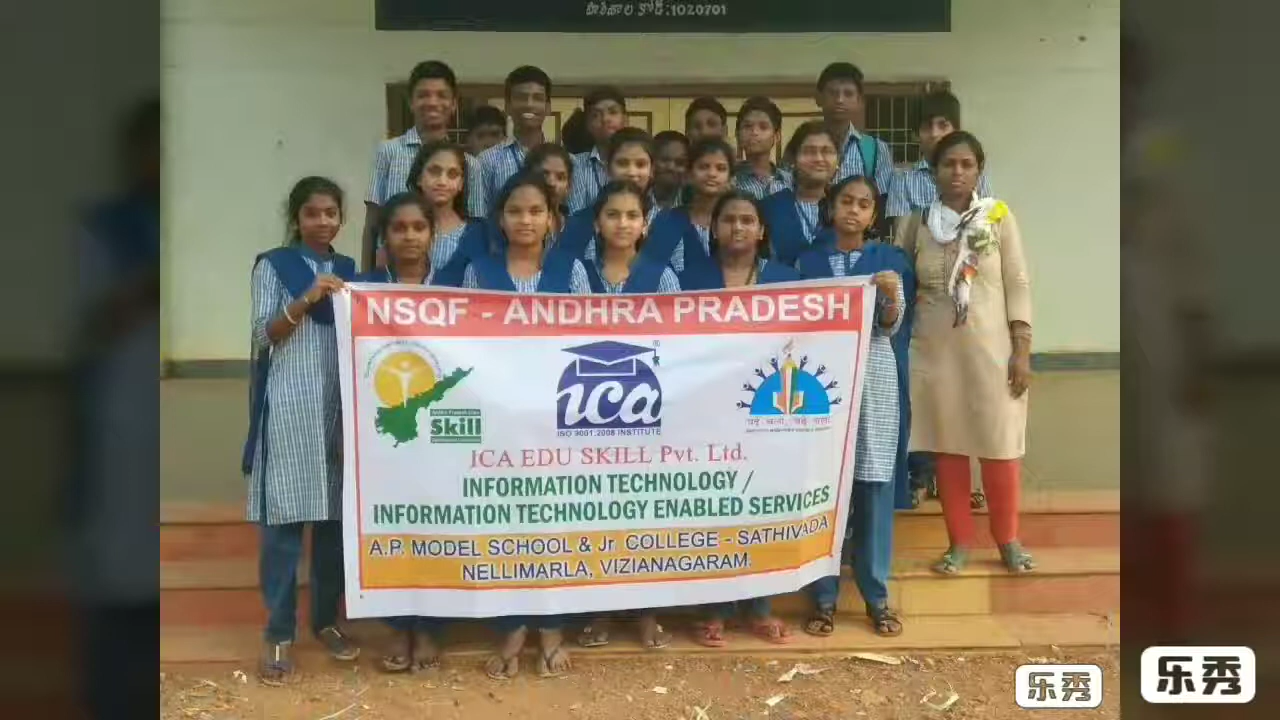 కోడ్:1020701
NSQF - ANDHRA PRADESH
Skill
ica
®
ISO 9001:2008 INSTITUTE
ICA EDU SKILL Pvt. Ltd.
INFORMATION TECHNOLOGY /
INFORMATION TECHNOLOGY ENABLED SERVICES
A.P. MODEL SCHOOL & Jr. COLLEGE - SATHIVADA
NELLIMARLA, VIZIANAGARAM.
乐秀
乐秀